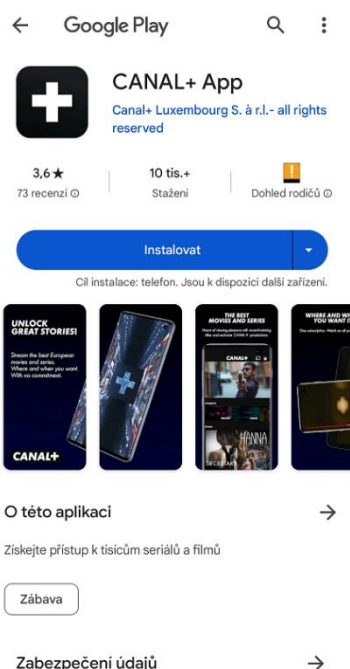 Google Play
CANAL+ App
Canal+ Luxembourg S. à r.l.- all rights
reserved
3,6★
10 tis.+
73 recenzí
Stažení
Dohled rodičů
Instalovat
Cíl instalace: telefon. Jsou k dispozici další zařízení.
UNLOCK
GREAT STORIES!
Stream the best European
movies and series.
Where and when you want.
With no commitment.
CANAL+
THE BEST
MOVIES AND SERIES
CANAL+
HANNA
SECRET
WHERE AND
YOU WANT
O této aplikaci
Získejte přístup k tisícům seriálů a filmů
Zábava
Zabezpečení údajů